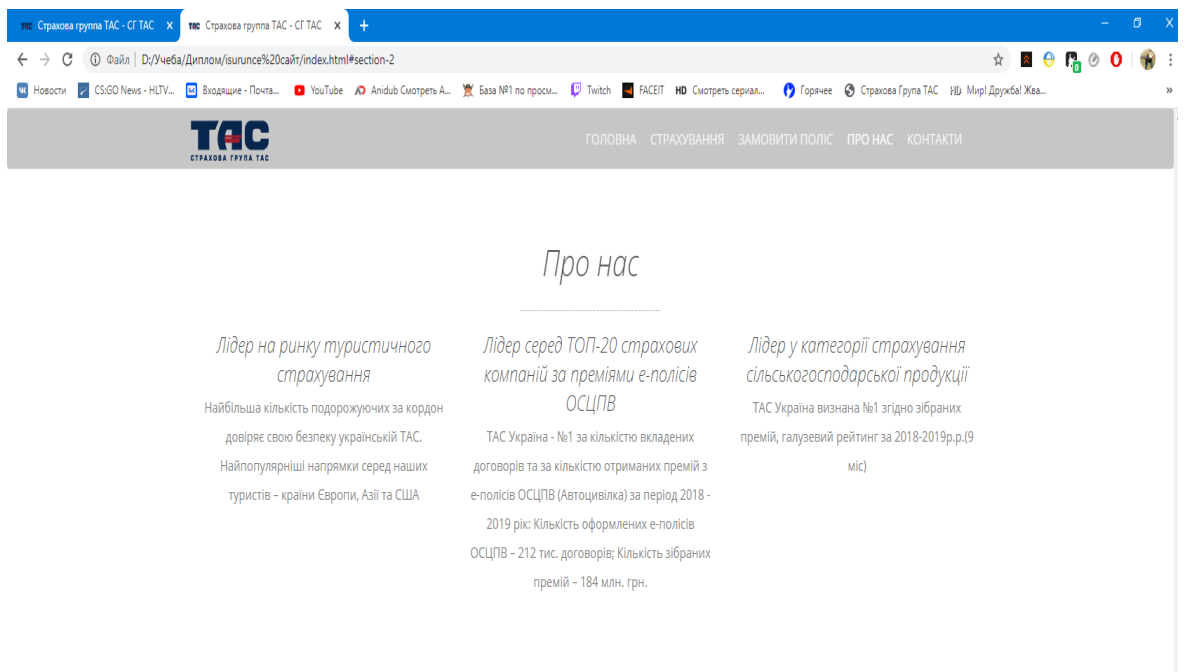 тас Страхова группа ТАС - СГ ТАС
тас Страхова группа ТАС - СГ ТАС
Файл D:/Учеба/Диплом/isurunce%20сайт/index.html#section-2
Новости CS:GO News - HLTV... Входящие - Почта... YouTube Anidub Смотреть А... База №1 по просм... Twitch FACEIT HD Смотреть сериал... Горячее Страхова Група ТАС HD Мир! Дружба! Жва...
ТАС
СТРАХОВА ГРУПА ТАС
ГОЛОВНА СТРАХУВАННЯ ЗАМОВИТИ ПОЛІС ПРО НАС КОНТАКТИ
Про нас
Лідер на ринку туристичного
страхування
Найбільша кількість подорожуючих за кордон
довіряє свою безпеку українській ТАС.
Найпопулярніші напрямки серед наших
туристів – країни Європи, Азії та США
Лідер серед ТОП-20 страхових
компаній за преміями е-полісів
ОСЦПВ
ТАС Україна - №1 за кількістю вкладених
договорів та за кількістю отриманих премій з
е-полісів ОСЦПВ (Автоцивілка) за період 2018 -
2019 рік: Кількість оформлених е-полісів
ОСЦПВ – 212 тис. договорів; Кількість зібраних
премій – 184 млн. грн.
Лідер у категорії страхування
сільськогосподарської продукції
ТАС Україна визнана №1 згідно зібраних
премій, галузевий рейтинг за 2018-2019р.р.(9
міс)